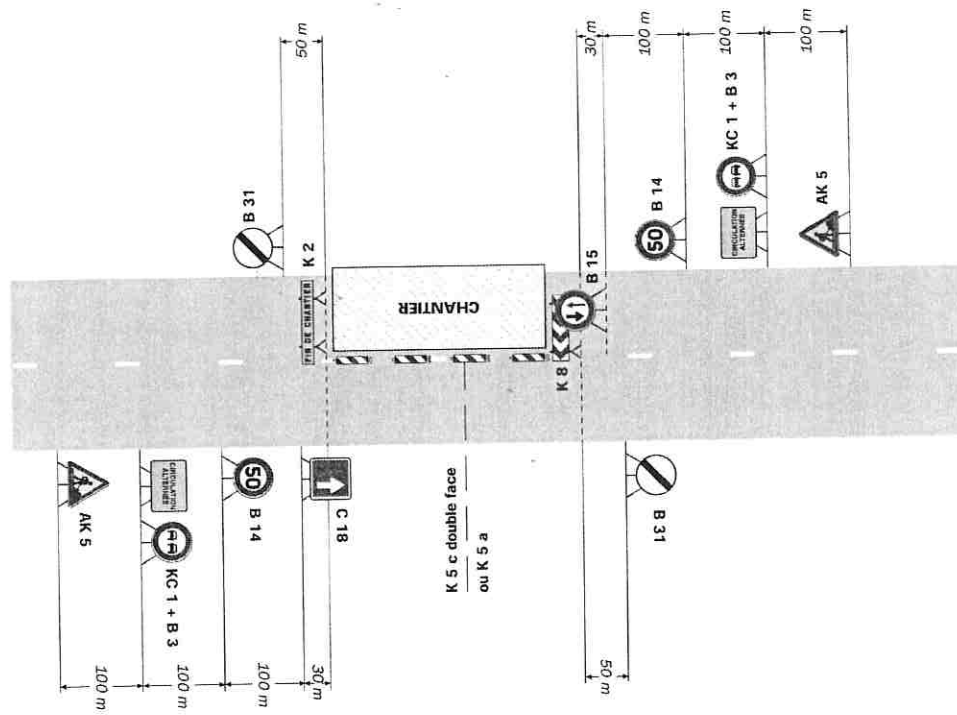 50 m
B 31
K 2
FIN DE CHANTIER
CHANTIER
30 m
100 m
100 m
100 m
KC 1 + B 3
B 14
50
CIRCULATION
ALTERNEE
AK 5
B 15
K 8
AK 5
CIRCULATION
ALTERNEE
KC 1 + B 3
50
B 14
C 18
K 5 c double face
ou K 5 a
B 31
100 m
100 m
100 m
30 m
50 m